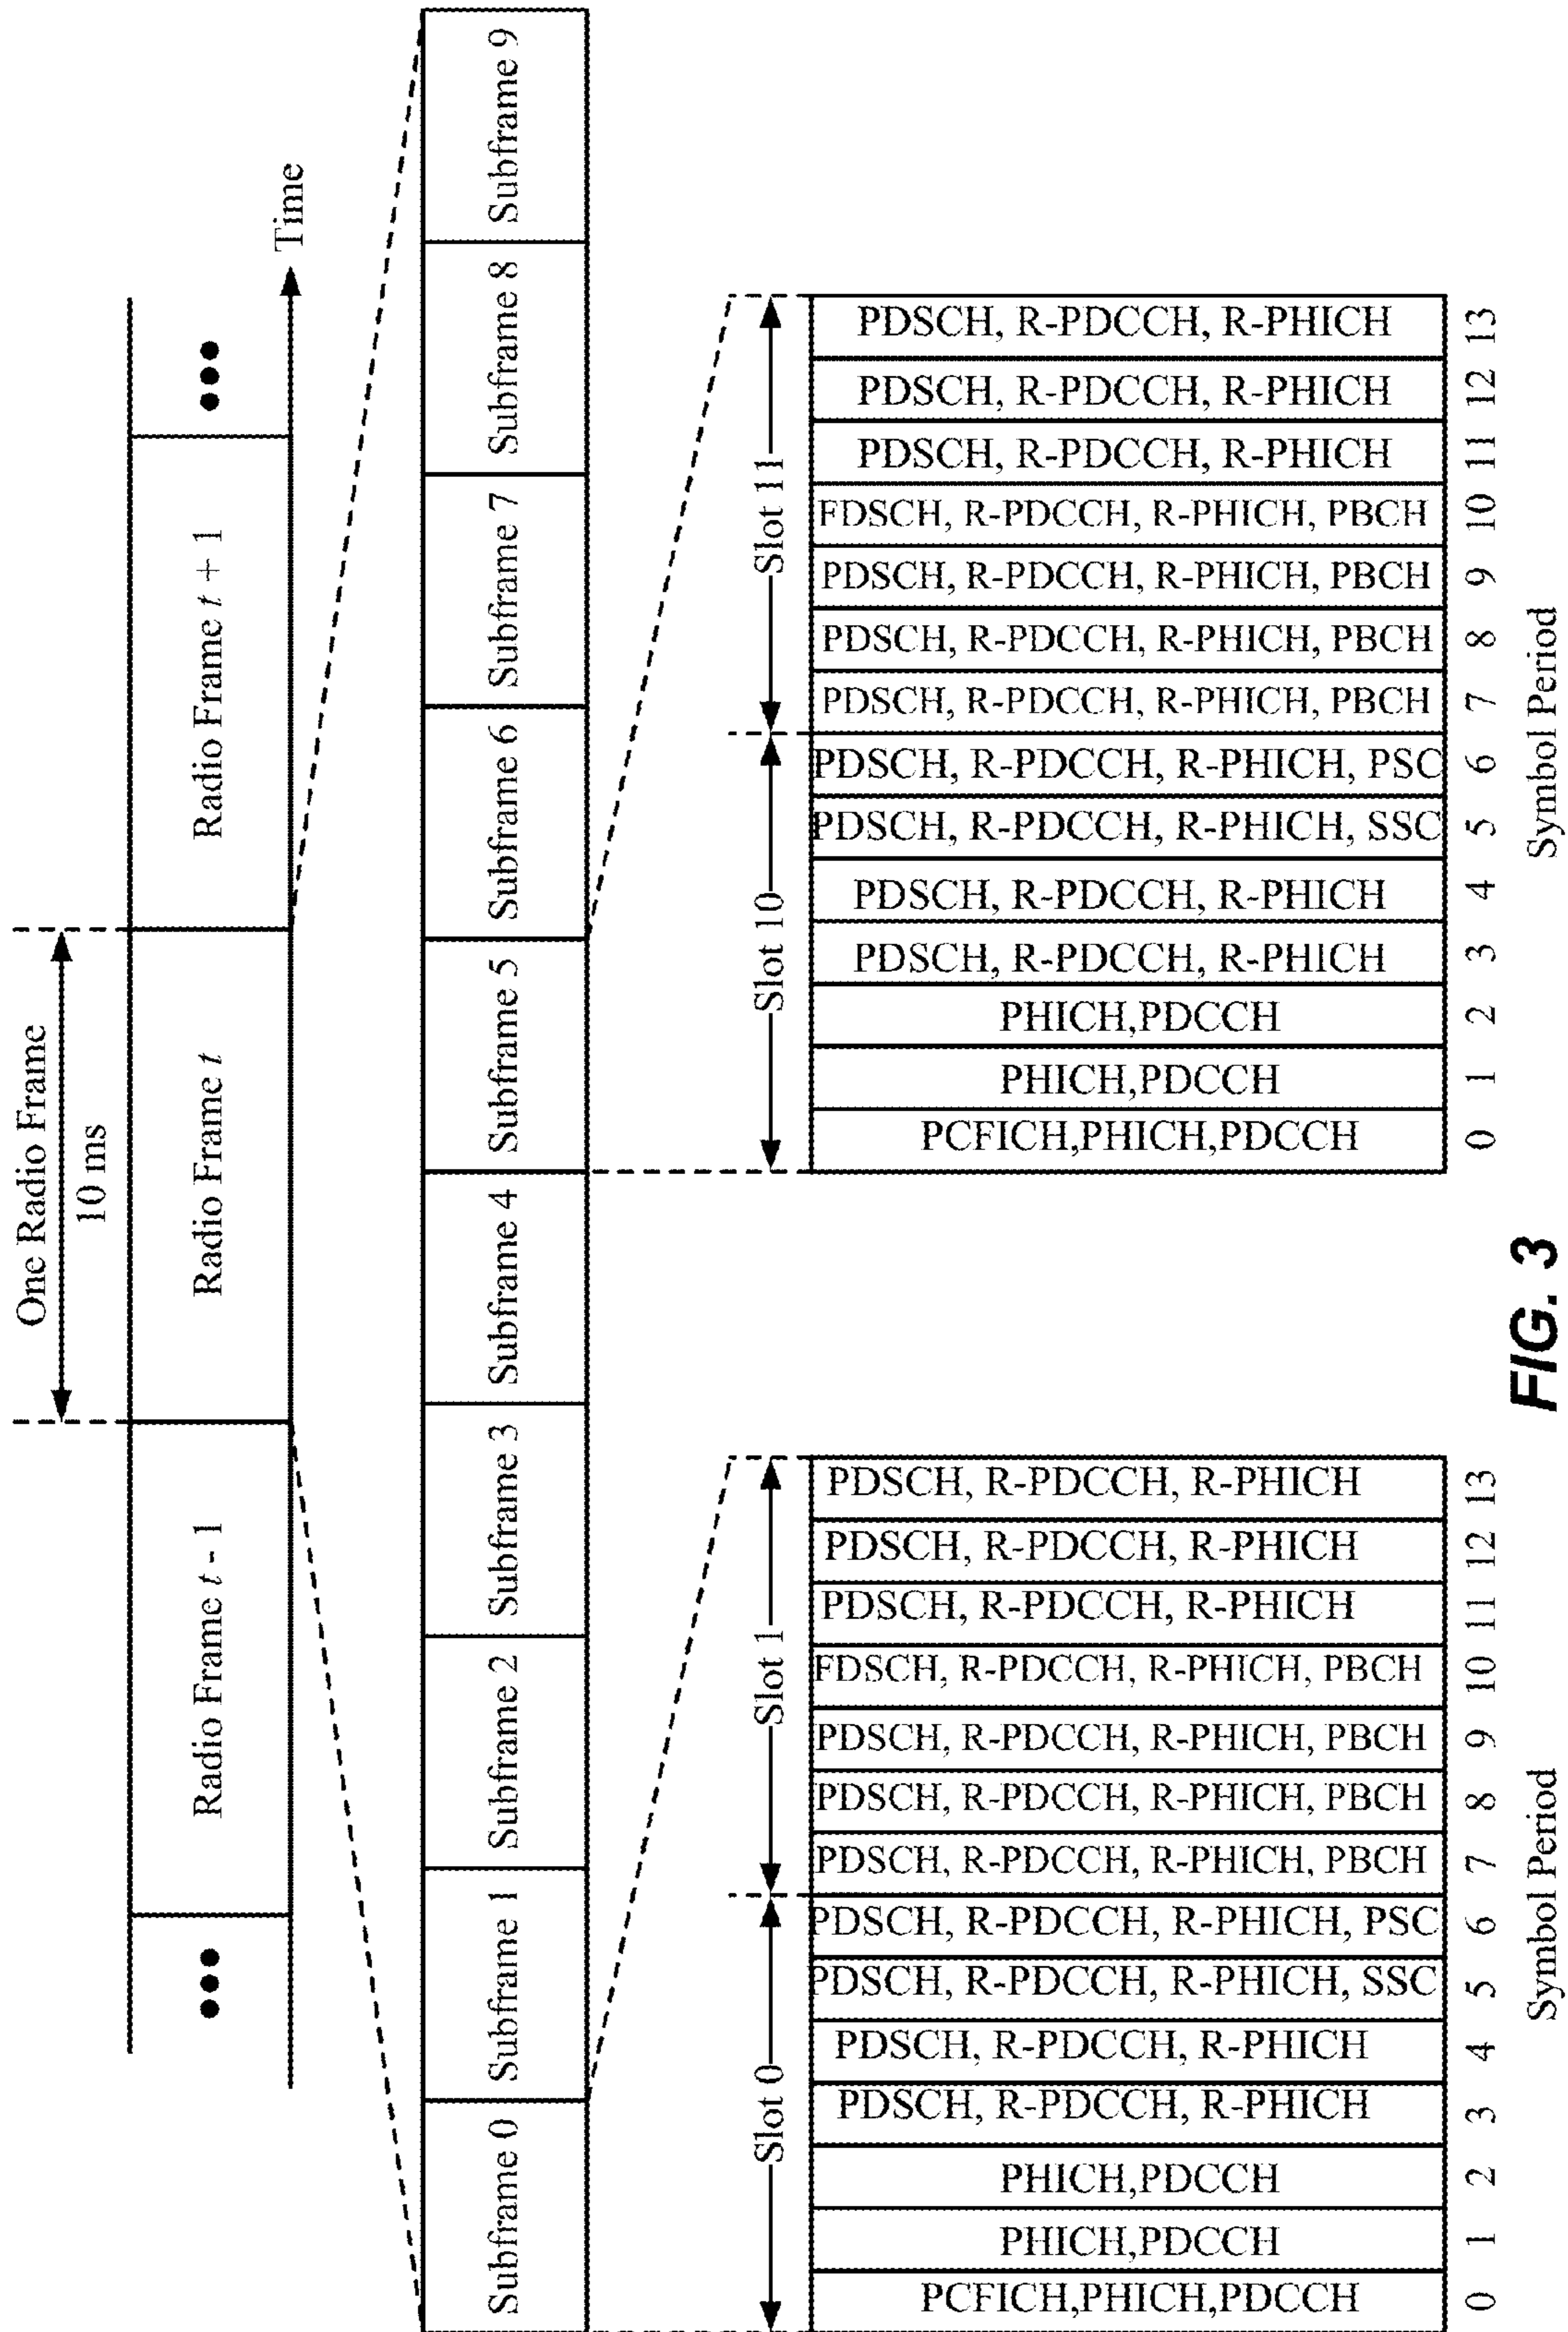 One Radio Frame
10 ms
Radio Frame t - 1
Radio Frame t
Radio Frame t + 1
Time
Subframe 0
Subframe 1
Subframe 2
Subframe 3
Subframe 4
Subframe 5
Subframe 6
Subframe 7
Subframe 8
Subframe 9
Slot 0
Slot 1
PCFICH,PHICH,PDCCH
PHICH,PDCCH
PHICH,PDCCH
PDSCH, R-PDCCH, R-PHICH
PDSCH, R-PDCCH, R-PHICH
PDSCH, R-PDCCH, R-PHICH, SSC
PDSCH, R-PDCCH, R-PHICH, PSC
PDSCH, R-PDCCH, R-PHICH, PBCH
PDSCH, R-PDCCH, R-PHICH, PBCH
PDSCH, R-PDCCH, R-PHICH, PBCH
FDSCH, R-PDCCH, R-PHICH, PBCH
PDSCH, R-PDCCH, R-PHICH
PDSCH, R-PDCCH, R-PHICH
PDSCH, R-PDCCH, R-PHICH
0 1 2 3 4 5 6 7 8 9 10 11 12 13
Symbol Period
Slot 10
Slot 11
PCFICH,PHICH,PDCCH
PHICH,PDCCH
PHICH,PDCCH
PDSCH, R-PDCCH, R-PHICH
PDSCH, R-PDCCH, R-PHICH
PDSCH, R-PDCCH, R-PHICH, SSC
PDSCH, R-PDCCH, R-PHICH, PSC
PDSCH, R-PDCCH, R-PHICH, PBCH
PDSCH, R-PDCCH, R-PHICH, PBCH
PDSCH, R-PDCCH, R-PHICH, PBCH
FDSCH, R-PDCCH, R-PHICH, PBCH
PDSCH, R-PDCCH, R-PHICH
PDSCH, R-PDCCH, R-PHICH
PDSCH, R-PDCCH, R-PHICH
0 1 2 3 4 5 6 7 8 9 10 11 12 13
Symbol Period
FIG. 3